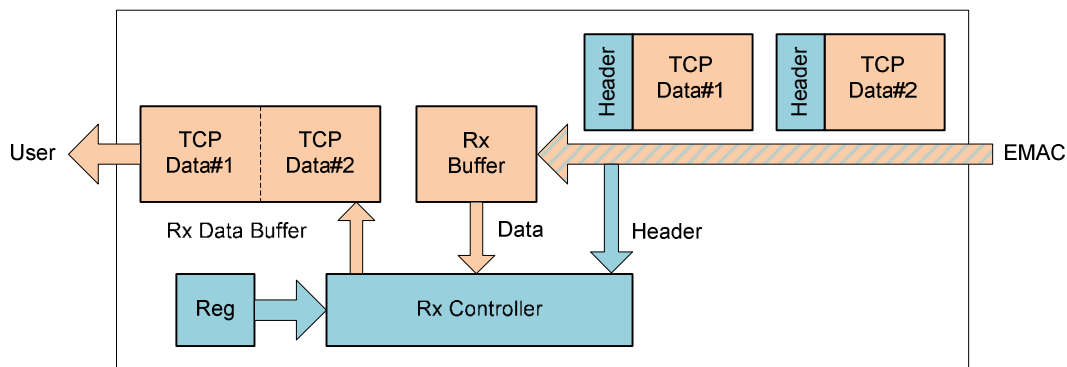 Header
TCP
Data#1
Header
TCP
Data#2
User
TCP
Data#1
TCP
Data#2
Rx
Buffer
EMAC
Rx Data Buffer
Data
Header
Reg
Rx Controller